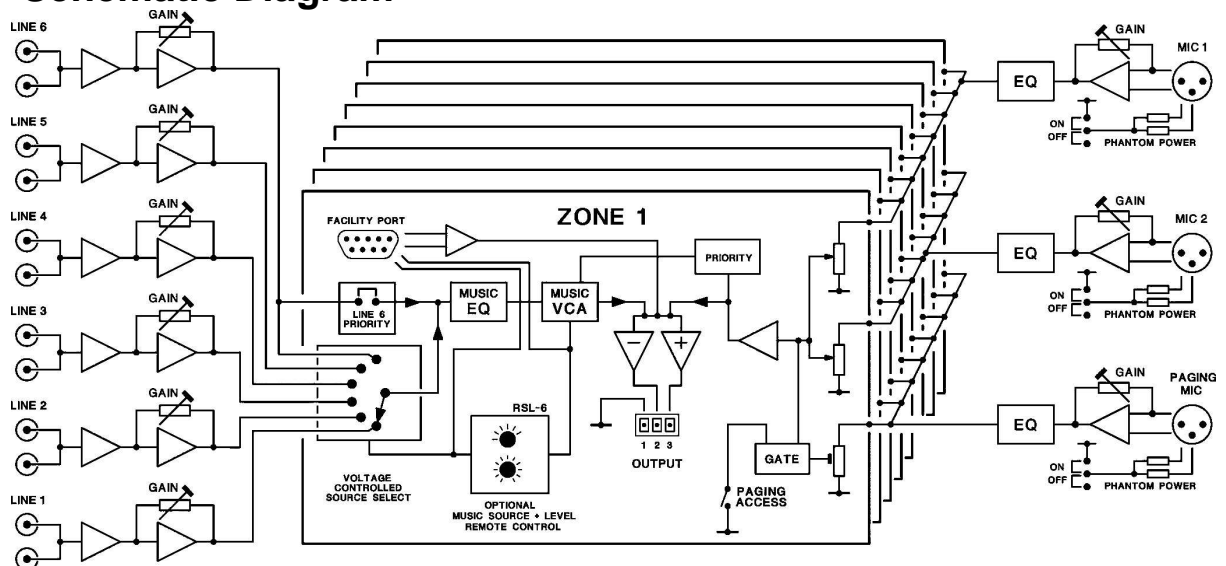 Schematic Diagram
LINE 6
GAIN
LINE 5
GAIN
LINE 4
GAIN
LINE 3
GAIN
LINE 2
GAIN
LINE 1
GAIN
ZONE 1
FACILITY PORT
LINE 6
PRIORITY
MUSIC
EQ
MUSIC
VCA
PRIORITY
VOLTAGE
CONTROLLED
SOURCE SELECT
RSL-6
OPTIONAL
MUSIC SOURCE + LEVEL
REMOTE CONTROL
− +
1 2 3
OUTPUT
PAGING
ACCESS
GATE
EQ
GAIN
MIC 1
ON
OFF
PHANTOM POWER
EQ
GAIN
MIC 2
ON
OFF
PHANTOM POWER
EQ
GAIN
PAGING
MIC
ON
OFF
PHANTOM POWER